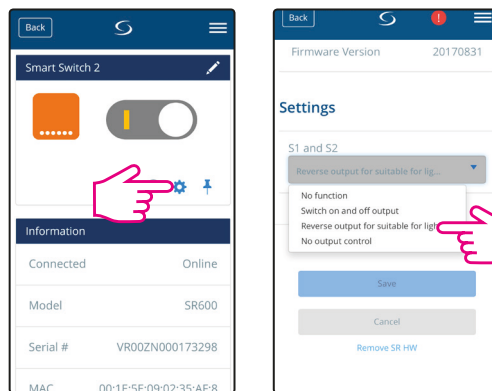 Back
Smart Switch 2
Information
Connected Online
Model SR600
Serial # VR00ZN000173298
MAC 00:1E:5E:09:02:35:AF:8
Back
Firmware Version 20170831
Settings
S1 and S2
Reverse output for suitable for lig...
No function
Switch on and off output
Reverse output for suitable for ligh
No output control
Save
Cancel
Remove SR HW